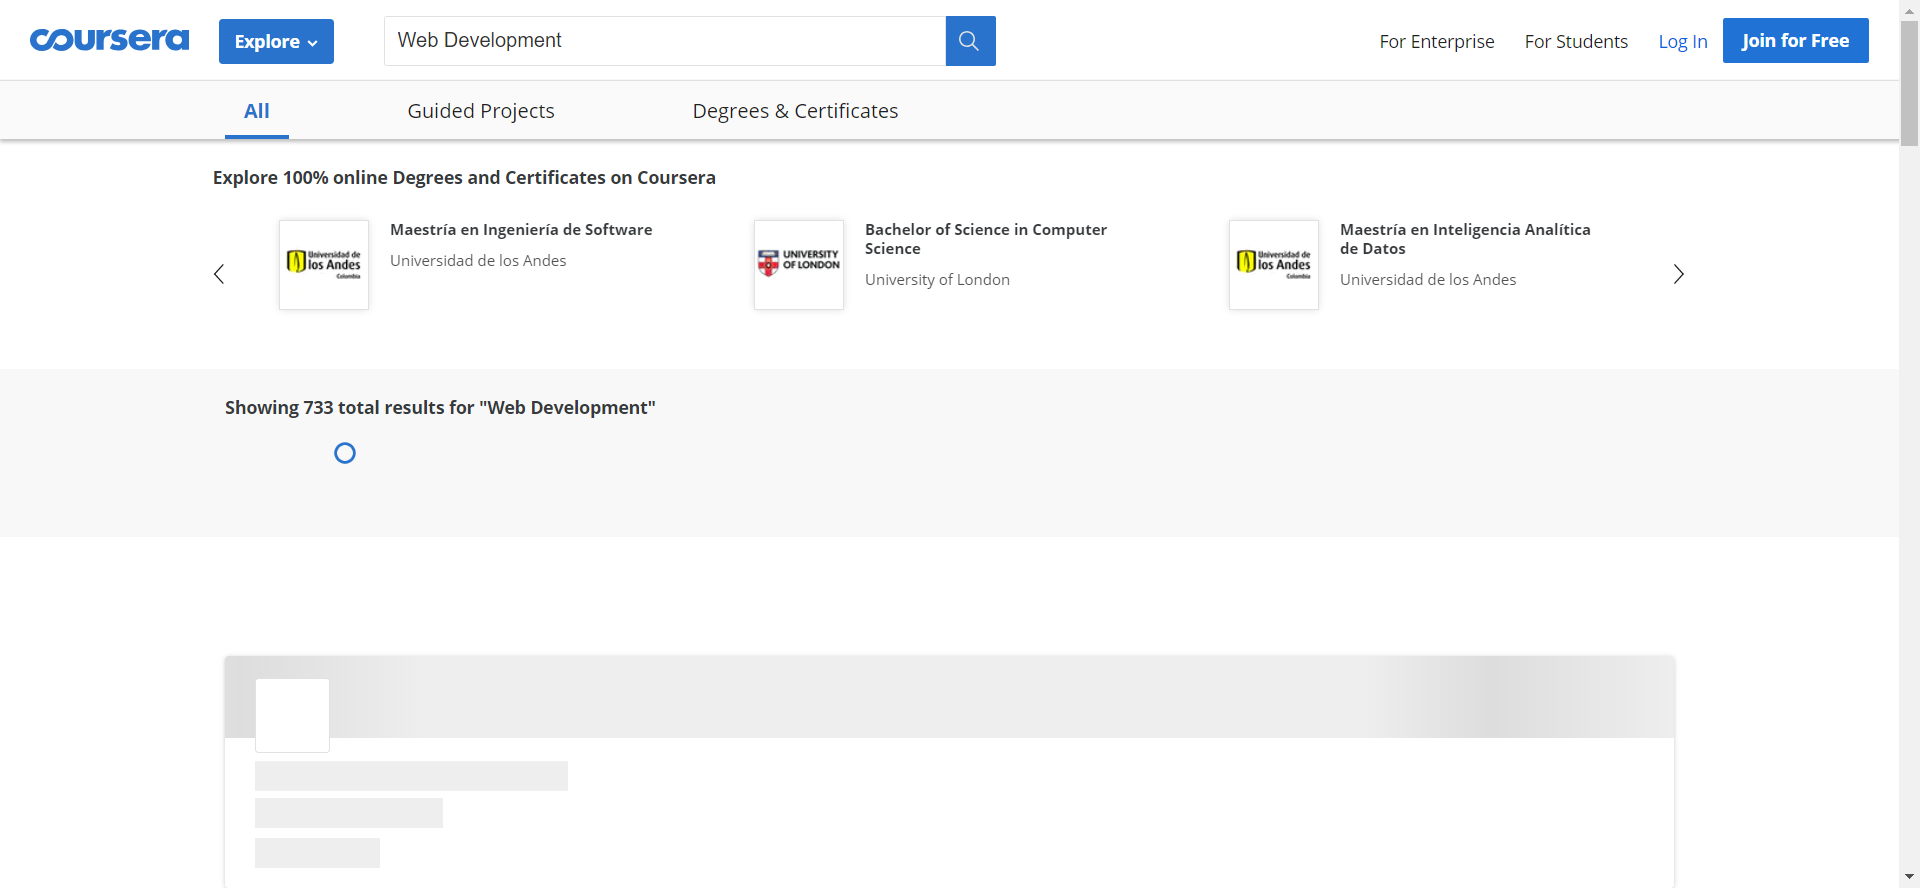 coursera
Explore
Web Development
For Enterprise
For Students
Log In
Join for Free
All
Guided Projects
Degrees & Certificates
Explore 100% online Degrees and Certificates on Coursera
Universidad de
los Andes
Colombia
Maestría en Ingeniería de Software
Universidad de los Andes
UNIVERSITY
OF LONDON
Bachelor of Science in Computer
Science
University of London
Universidad de
los Andes
Colombia
Maestría en Inteligencia Analítica
de Datos
Universidad de los Andes
Showing 733 total results for "Web Development"